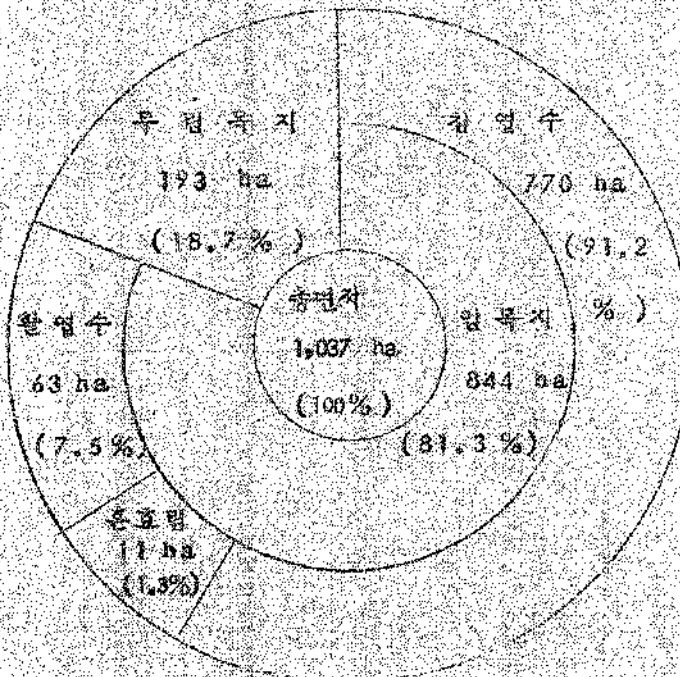 무립목지
193 ha
(18.7%)
침엽수
770 ha
(91.2
%)
총면적
1,037 ha
(100%)
임목지
844 ha
(81.3%)
활엽수
63 ha
(7.5%)
혼효림
11 ha
(1.3%)